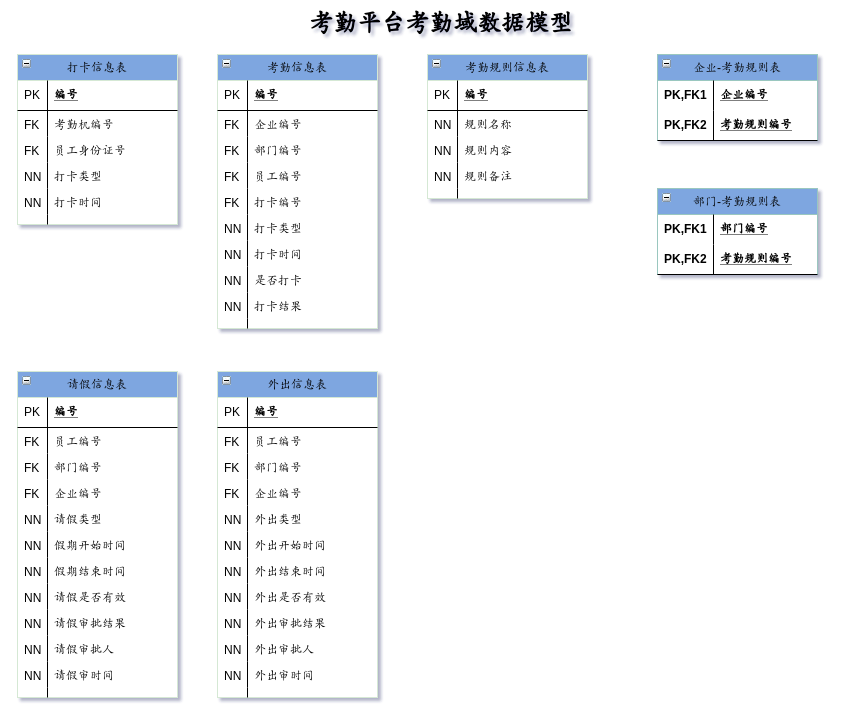 考勤平台考勤域数据模型
打卡信息表
PK 编号
FK 考勤机编号
FK 员工身份证号
NN 打卡类型
NN 打卡时间
考勤信息表
PK 编号
FK 企业编号
FK 部门编号
FK 员工编号
FK 打卡编号
NN 打卡类型
NN 打卡时间
NN 是否打卡
NN 打卡结果
考勤规则信息表
PK 编号
NN 规则名称
NN 规则内容
NN 规则备注
企业-考勤规则表
PK,FK1 企业编号
PK,FK2 考勤规则编号
部门-考勤规则表
PK,FK1 部门编号
PK,FK2 考勤规则编号
请假信息表
PK 编号
FK 员工编号
FK 部门编号
FK 企业编号
NN 请假类型
NN 假期开始时间
NN 假期结束时间
NN 请假是否有效
NN 请假审批结果
NN 请假审批人
NN 请假审时间
外出信息表
PK 编号
FK 员工编号
FK 部门编号
FK 企业编号
NN 外出类型
NN 外出开始时间
NN 外出结束时间
NN 外出是否有效
NN 外出审批结果
NN 外出审批人
NN 外出审时间